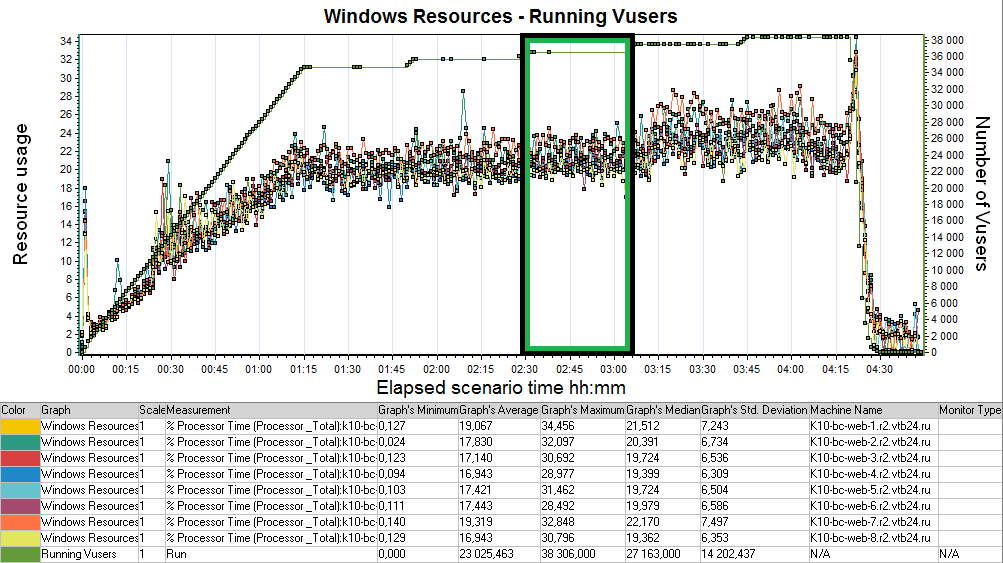 Windows Resources - Running Vusers
Resource usage
34
32
30
28
26
24
22
20
18
16
14
12
10
8
6
4
2
0
38 000
36 000
34 000
32 000
30 000
28 000
26 000
24 000
22 000
20 000
18 000
16 000
14 000
12 000
10 000
8 000
6 000
4 000
2 000
0
Number of Vusers
00:00 00:15 00:30 00:45 01:00 01:15 01:30 01:45 02:00 02:15 02:30 02:45 03:00 03:15 03:30 03:45 04:00 04:15 04:30
Elapsed scenario time hh:mm
Color Graph Scale Measurement Graph's Minimum Graph's Average Graph's Maximum Graph's Median Graph's Std. Deviation Machine Name Monitor Type
Windows Resources 1 % Processor Time (Processor _Total):k10-bc- 0,127 19,067 34,456 21,512 7,243 K10-bc-web-1.r2.vtb24.ru
Windows Resources 1 % Processor Time (Processor _Total):k10-bc- 0,024 17,830 32,097 20,391 6,734 K10-bc-web-2.r2.vtb24.ru
Windows Resources 1 % Processor Time (Processor _Total):k10-bc- 0,123 17,140 30,692 19,724 6,536 K10-bc-web-3.r2.vtb24.ru
Windows Resources 1 % Processor Time (Processor _Total):k10-bc- 0,094 16,943 28,977 19,399 6,309 K10-bc-web-4.r2.vtb24.ru
Windows Resources 1 % Processor Time (Processor _Total):k10-bc- 0,103 17,421 31,462 19,724 6,504 K10-bc-web-5.r2.vtb24.ru
Windows Resources 1 % Processor Time (Processor _Total):k10-bc- 0,111 17,443 28,492 19,979 6,586 K10-bc-web-6.r2.vtb24.ru
Windows Resources 1 % Processor Time (Processor _Total):k10-bc- 0,140 19,319 32,848 22,170 7,497 K10-bc-web-7.r2.vtb24.ru
Windows Resources 1 % Processor Time (Processor _Total):k10-bc- 0,129 16,943 30,796 19,362 6,353 K10-bc-web-8.r2.vtb24.ru
Running Vusers 1 Run 0,000 23 025,463 38 306,000 27 163,000 14 202,437 N/A N/A